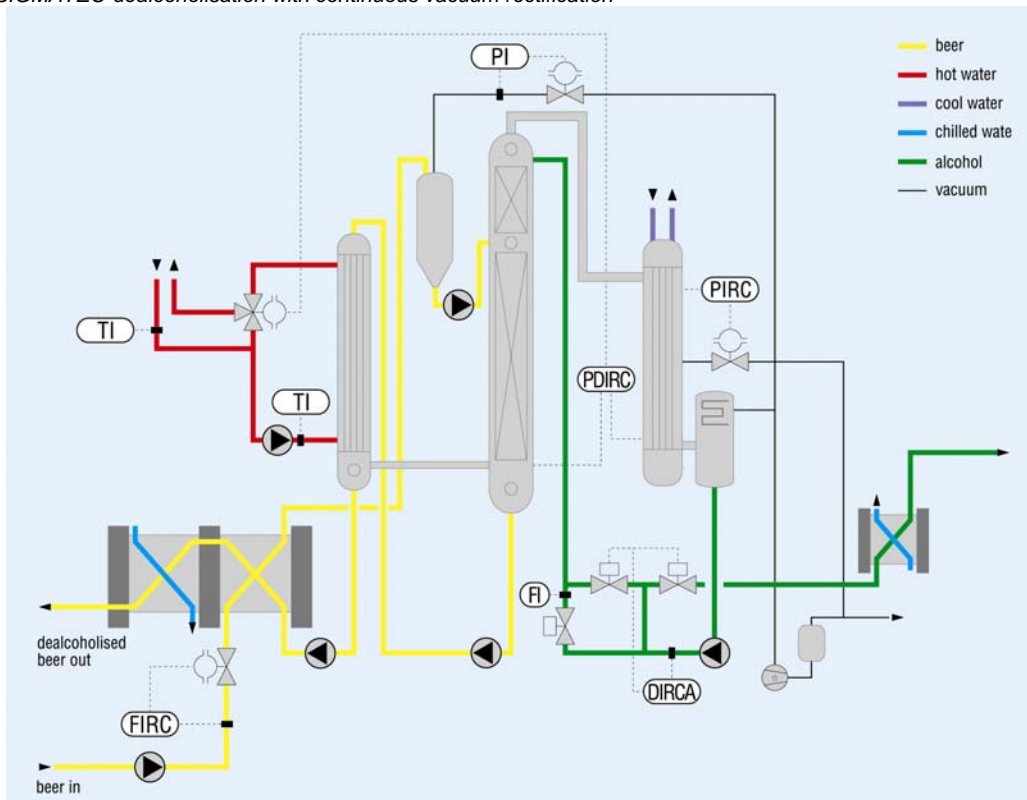 SIGMATEC dealcoholisation with continuous vacuum rectification
PI
beer
hot water
cool water
chilled wate
alcohol
vacuum
PIRC
TI
PDIRC
TI
FI
dealcoholised
beer out
DIRCA
FIRC
beer in